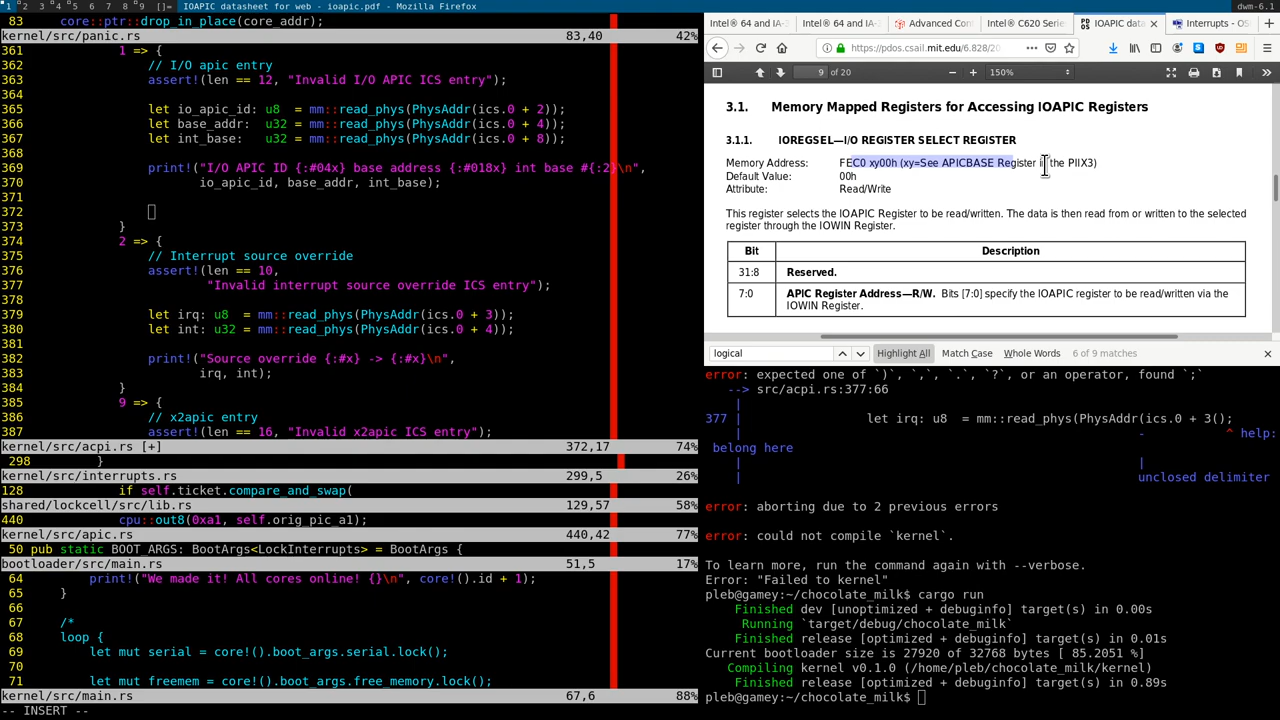 1 2 3 4 5 6 7 8 9 []= IOAPIC datasheet for web - ioapic.pdf - Mozilla Firefox dwm-6.1
83 core::ptr::drop_in_place(core_addr);
kernel/src/panic.rs 83,40 42%
361 1 => {
362 // I/O apic entry
363 assert!(len == 12, "Invalid I/O APIC ICS entry");
364
365 let io_apic_id: u8 = mm::read_phys(PhysAddr(ics.0 + 2));
366 let base_addr: u32 = mm::read_phys(PhysAddr(ics.0 + 4));
367 let int_base: u32 = mm::read_phys(PhysAddr(ics.0 + 8));
368
369 print!("I/O APIC ID {:#04x} base address {:#018x} int base #{:2}\n",
370 io_apic_id, base_addr, int_base);
371
372
373 }
374 2 => {
375 // Interrupt source override
376 assert!(len == 10,
377 "Invalid interrupt source override ICS entry");
378
379 let irq: u8 = mm::read_phys(PhysAddr(ics.0 + 3));
380 let int: u32 = mm::read_phys(PhysAddr(ics.0 + 4));
381
382 print!("Source override {:#x} -> {:#x}\n",
383 irq, int);
384 }
385 9 => {
386 // x2apic entry
387 assert!(len == 16, "Invalid x2apic ICS entry");
kernel/src/acpi.rs [+] 372,17 74%
298 }
kernel/src/interrupts.rs 299,5 26%
128 if self.ticket.compare_and_swap(
shared/lockcell/src/lib.rs 129,57 58%
440 cpu::out8(0xa1, self.orig_pic_a1);
kernel/src/apic.rs 440,42 77%
50 pub static BOOT_ARGS: BootArgs<LockInterrupts> = BootArgs {
bootloader/src/main.rs 51,5 17%
64 print!("We made it! All cores online! {}\n", core!().id + 1);
65 }
66
67 /*
68 loop {
69 let mut serial = core!().boot_args.serial.lock();
70
71 let mut freemem = core!().boot_args.free_memory.lock();
kernel/src/main.rs 67,6 88%
-- INSERT --
Intel® 64 and IA- Intel® 64 and IA- Advanced Con Intel® C620 Serie PD OS IOAPIC data Interrupts - OS
https://pdos.csail.mit.edu/6.828/20
9 of 20 150%
3.1. Memory Mapped Registers for Accessing IOAPIC Registers
3.1.1. IOREGSEL—I/O REGISTER SELECT REGISTER
Memory Address: FEC0 xy00h (xy=See APICBASE Register in the PIIX3)
Default Value: 00h
Attribute: Read/Write
This register selects the IOAPIC Register to be read/written. The data is then read from or written to the selected
register through the IOWIN Register.
Bit Description
31:8 Reserved.
7:0 APIC Register Address—R/W. Bits [7:0] specify the IOAPIC register to be read/written via the
IOWIN Register.
logical Highlight All Match Case Whole Words 6 of 9 matches
error: expected one of `)`, `,`, `.`, `?`, or an operator, found `;`
--> src/acpi.rs:377:66
|
377 | let irq: u8 = mm::read_phys(PhysAddr(ics.0 + 3();
| - ^ help:
belong here
| |
| unclosed delimiter
error: aborting due to 2 previous errors
error: could not compile `kernel`.
To learn more, run the command again with --verbose.
Error: "Failed to kernel"
pleb@gamey:~/chocolate_milk$ cargo run
Finished dev [unoptimized + debuginfo] target(s) in 0.00s
Running `target/debug/chocolate_milk`
Finished release [optimized + debuginfo] target(s) in 0.01s
Current bootloader size is 27920 of 32768 bytes [ 85.2051 %]
Compiling kernel v0.1.0 (/home/pleb/chocolate_milk/kernel)
Finished release [optimized + debuginfo] target(s) in 0.89s
pleb@gamey:~/chocolate_milk$